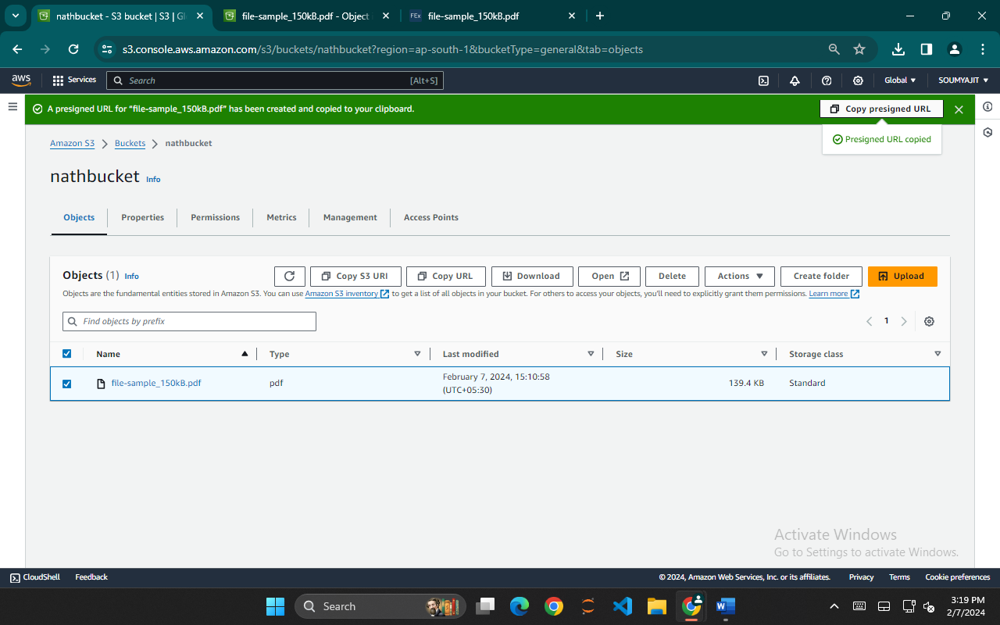 nathbucket - S3 bucket | S3 | Gl
file-sample_150kB.pdf - Object
FEx file-sample_150kB.pdf
s3.console.aws.amazon.com/s3/buckets/nathbucket?region=ap-south-1&bucketType=general&tab=objects
aws Services Search [Alt+S] Global SOUMYAJIT
A presigned URL for “file-sample_150kB.pdf” has been created and copied to your clipboard. Copy presigned URL
Presigned URL copied
Amazon S3 Buckets nathbucket
nathbucket Info
Objects Properties Permissions Metrics Management Access Points
Objects (1) Info Copy S3 URI Copy URL Download Open Delete Actions Create folder Upload
Objects are the fundamental entities stored in Amazon S3. You can use Amazon S3 inventory to get a list of all objects in your bucket. For others to access your objects, you'll need to explicitly grant them permissions. Learn more
Find objects by prefix 1
Name Type Last modified Size Storage class
file-sample_150kB.pdf pdf February 7, 2024, 15:10:58 (UTC+05:30) 139.4 KB Standard
Activate Windows
Go to Settings to activate Windows.
CloudShell Feedback © 2024, Amazon Web Services, Inc. or its affiliates. Privacy Terms Cookie preferences
Search
3:19 PM
2/7/2024